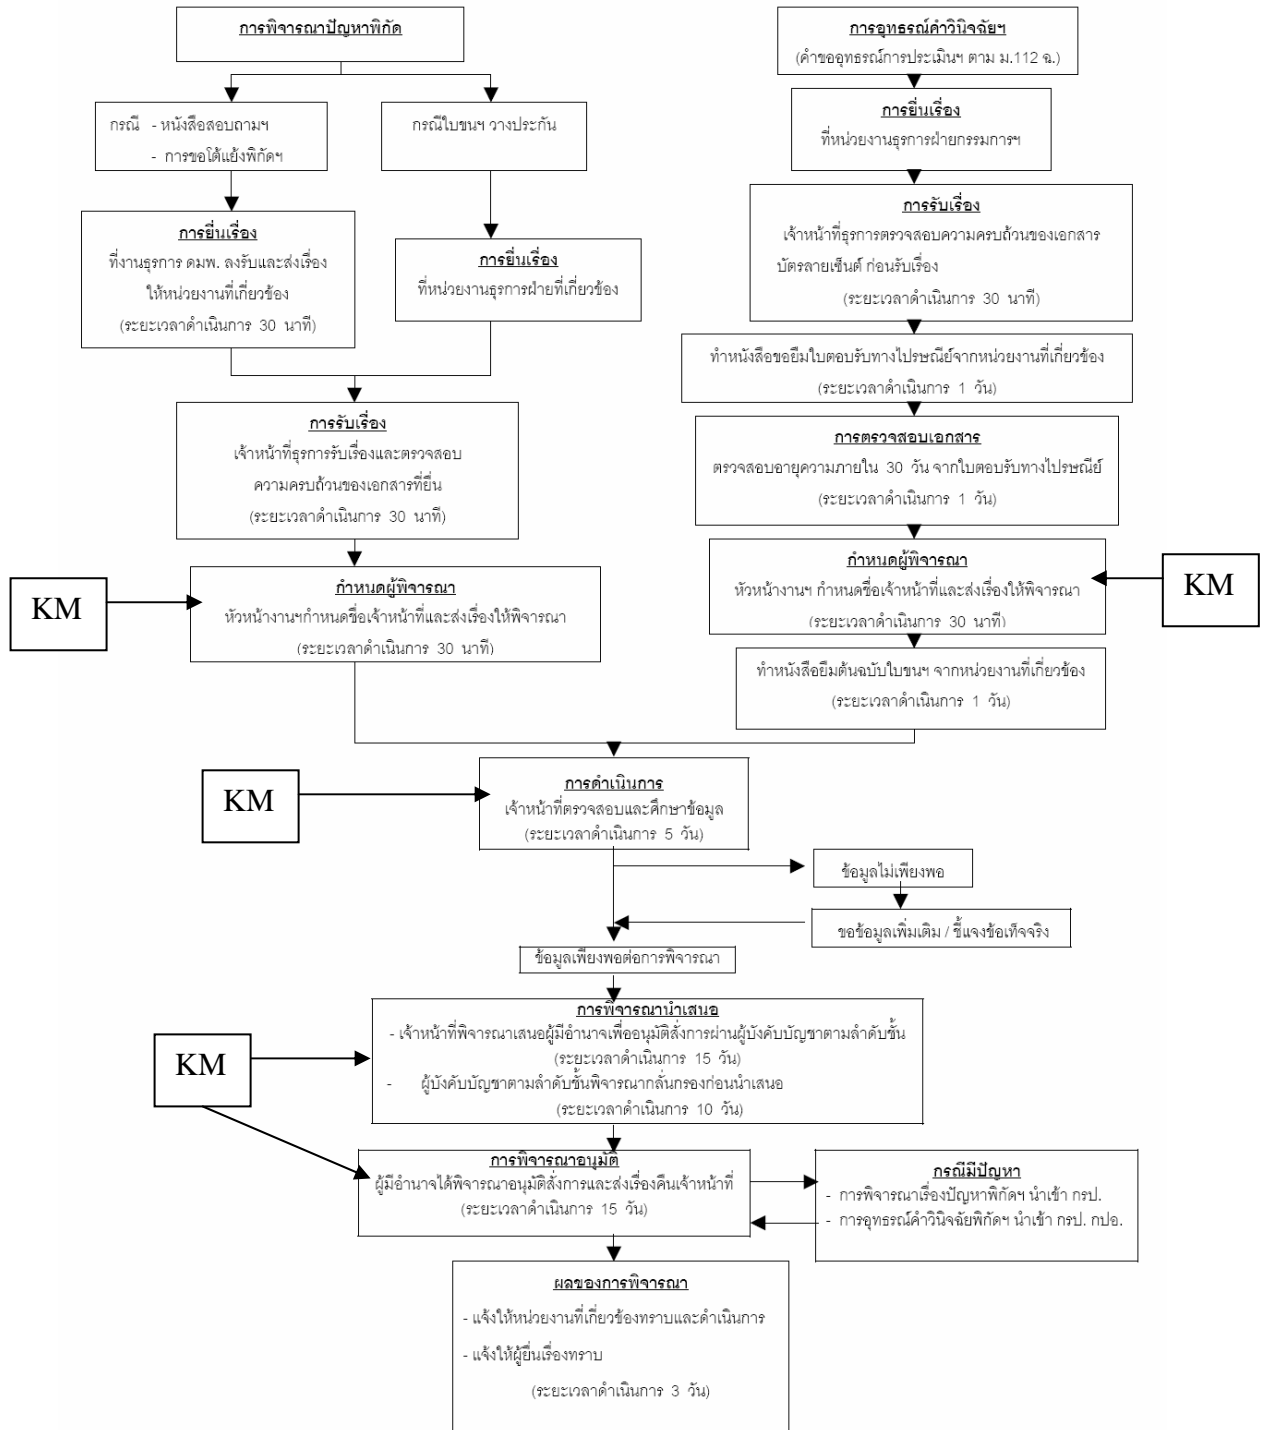 การพิจารณาปัญหาพิกัด
กรณี - หนังสือสอบถามฯ
- การขอโต้แย้งพิกัดฯ
กรณีใบขนฯ วางประกัน
การยื่นเรื่อง
ที่งานธุรการ ดมพ. ลงรับและส่งเรื่อง
ให้หน่วยงานที่เกี่ยวข้อง
(ระยะเวลาดำเนินการ 30 นาที)
การยื่นเรื่อง
ที่หน่วยงานธุรการฝ่ายที่เกี่ยวข้อง
การรับเรื่อง
เจ้าหน้าที่ธุรการรับเรื่องและตรวจสอบ
ความครบถ้วนของเอกสารที่ยื่น
(ระยะเวลาดำเนินการ 30 นาที)
KM
กำหนดผู้พิจารณา
หัวหน้างานฯกำหนดชื่อเจ้าหน้าที่และส่งเรื่องให้พิจารณา
(ระยะเวลาดำเนินการ 30 นาที)
การอุทธรณ์คำวินิจฉัยฯ
(คำขออุทธรณ์การประเมินฯ ตาม ม.112 ฉ.)
การยื่นเรื่อง
ที่หน่วยงานธุรการฝ่ายกรรมการฯ
การรับเรื่อง
เจ้าหน้าที่ธุรการตรวจสอบความครบถ้วนของเอกสาร
บัตรลายเซ็นต์ ก่อนรับเรื่อง
(ระยะเวลาดำเนินการ 30 นาที)
ทำหนังสือขอยืมใบตอบรับทางไปรษณีย์จากหน่วยงานที่เกี่ยวข้อง
(ระยะเวลาดำเนินการ 1 วัน)
การตรวจสอบเอกสาร
ตรวจสอบอายุความภายใน 30 วัน จากใบตอบรับทางไปรษณีย์
(ระยะเวลาดำเนินการ 1 วัน)
กำหนดผู้พิจารณา
หัวหน้างานฯ กำหนดชื่อเจ้าหน้าที่และส่งเรื่องให้พิจารณา
(ระยะเวลาดำเนินการ 30 นาที)
KM
ทำหนังสือยืมต้นฉบับใบขนฯ จากหน่วยงานที่เกี่ยวข้อง
(ระยะเวลาดำเนินการ 1 วัน)
KM
การดำเนินการ
เจ้าหน้าที่ตรวจสอบและศึกษาข้อมูล
(ระยะเวลาดำเนินการ 5 วัน)
ข้อมูลไม่เพียงพอ
ขอข้อมูลเพิ่มเติม / ชี้แจงข้อเท็จจริง
ข้อมูลเพียงพอต่อการพิจารณา
KM
การพิจารณานำเสนอ
- เจ้าหน้าที่พิจารณาเสนอผู้มีอำนาจเพื่ออนุมัติสั่งการผ่านผู้บังคับบัญชาตามลำดับชั้น
(ระยะเวลาดำเนินการ 15 วัน)
- ผู้บังคับบัญชาตามลำดับชั้นพิจารณากลั่นกรองก่อนนำเสนอ
(ระยะเวลาดำเนินการ 10 วัน)
การพิจารณาอนุมัติ
ผู้มีอำนาจได้พิจารณาอนุมัติสั่งการและส่งเรื่องคืนเจ้าหน้าที่
(ระยะเวลาดำเนินการ 15 วัน)
กรณีมีปัญหา
- การพิจารณาเรื่องปัญหาพิกัดฯ นำเข้า กรป.
- การอุทธรณ์คำวินิจฉัยพิกัดฯ นำเข้า กรป. กปอ.
ผลของการพิจารณา
- แจ้งให้หน่วยงานที่เกี่ยวข้องทราบและดำเนินการ
- แจ้งให้ผู้ยื่นเรื่องทราบ
(ระยะเวลาดำเนินการ 3 วัน)